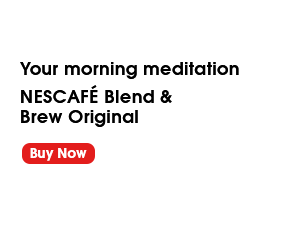 Your morning meditation
NESCAFÉ Blend &
Brew Original
Buy Now